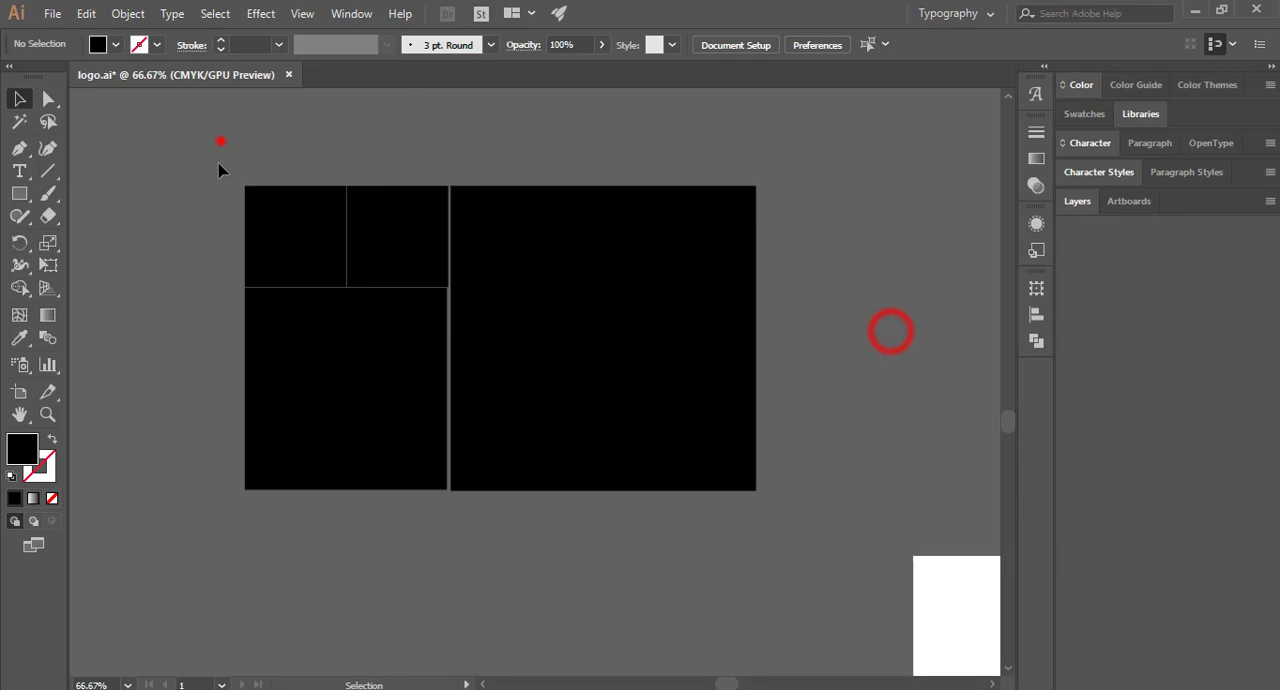 Ai File Edit Object Type Select Effect View Window Help Br St Typography Search Adobe Help
No Selection Stroke: 3 pt. Round Opacity: 100% Style: Document Setup Preferences
logo.ai* @ 66.67% (CMYK/GPU Preview)
Color Color Guide Color Themes
Swatches Libraries
Character Paragraph OpenType
Character Styles Paragraph Styles
Layers Artboards
66.67% 1 Selection